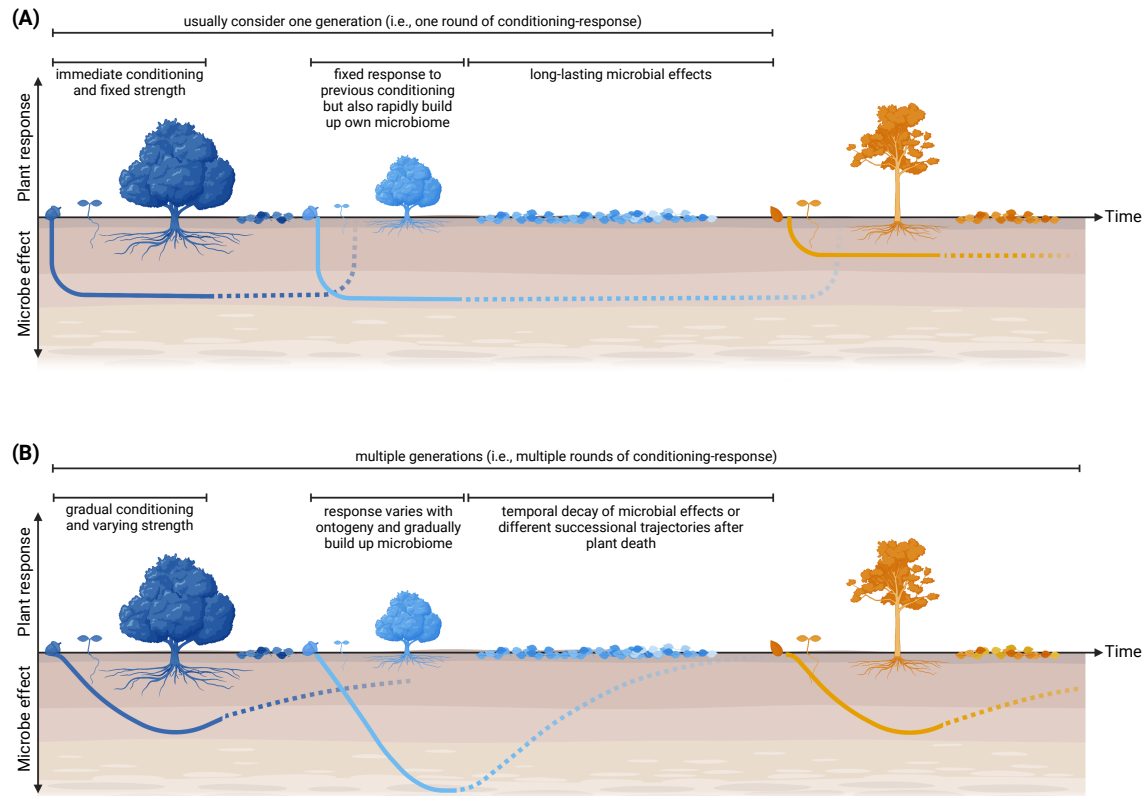 (A)
usually consider one generation (i.e., one round of conditioning-response)
immediate conditioning
and fixed strength
fixed response to
previous conditioning
but also rapidly build
up own microbiome
long-lasting microbial effects
Plant response
Microbe effect
Time
(B)
multiple generations (i.e., multiple rounds of conditioning-response)
gradual conditioning
and varying strength
response varies with
ontogeny and gradually
build up microbiome
temporal decay of microbial effects or
different successional trajectories after
plant death
Plant response
Microbe effect
Time